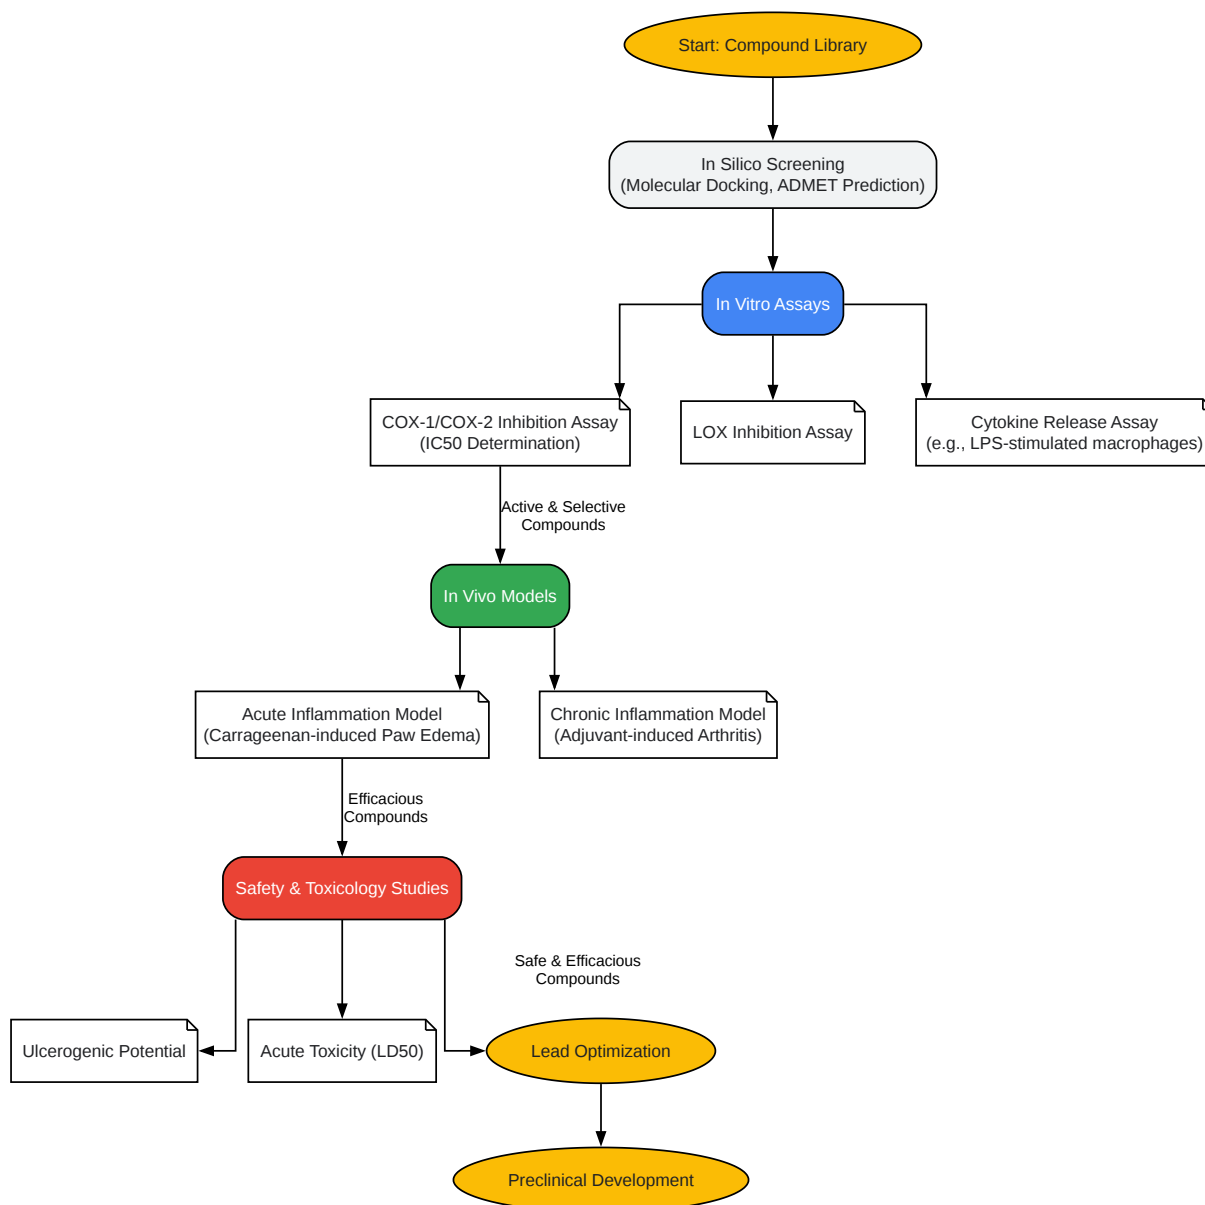 Start: Compound Library
In Silico Screening
(Molecular Docking, ADMET Prediction)
In Vitro Assays
COX-1/COX-2 Inhibition Assay
(IC50 Determination)
LOX Inhibition Assay
Cytokine Release Assay
(e.g., LPS-stimulated macrophages)
Active & Selective
Compounds
In Vivo Models
Acute Inflammation Model
(Carrageenan-induced Paw Edema)
Chronic Inflammation Model
(Adjuvant-induced Arthritis)
Efficacious
Compounds
Safety & Toxicology Studies
Safe & Efficacious
Compounds
Ulcerogenic Potential
Acute Toxicity (LD50)
Lead Optimization
Preclinical Development